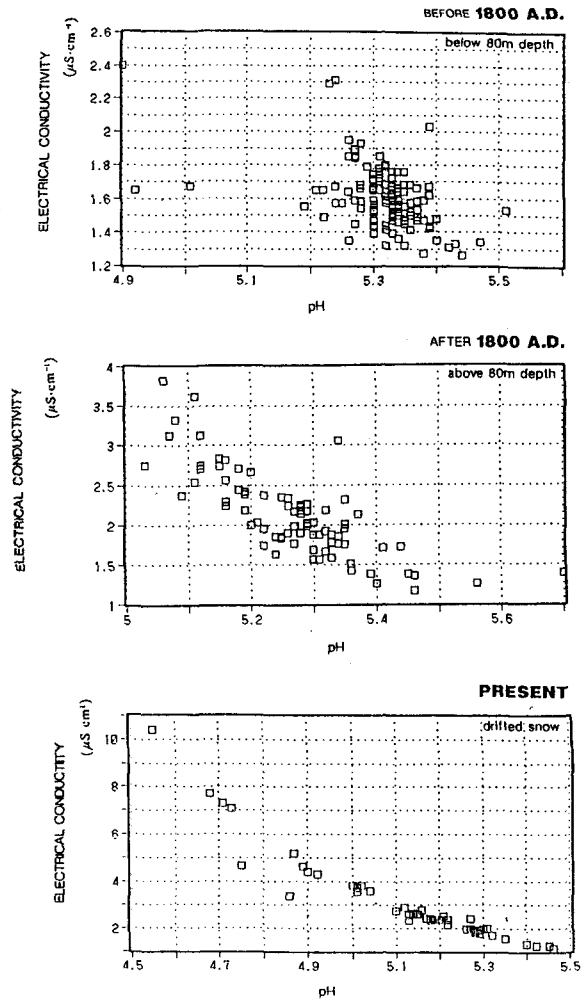 BEFORE 1800 A.D.
below 80m depth
ELECTRICAL CONDUCTIVITY
(µS·cm⁻¹)
2.6
2.4
2.2
2
1.8
1.6
1.4
1.2
4.9 5.1 5.3 5.5
pH
AFTER 1800 A.D.
above 80m depth
ELECTRICAL CONDUCTIVITY
(µS·cm⁻¹)
4
3.5
3
2.5
2
1.5
1
5 5.2 5.4 5.6
pH
PRESENT
drifted snow
ELECTRICAL CONDUCTITY
(µS cm⁻¹)
10
8
6
4
2
4.5 4.7 4.9 5.1 5.3 5.5
pH